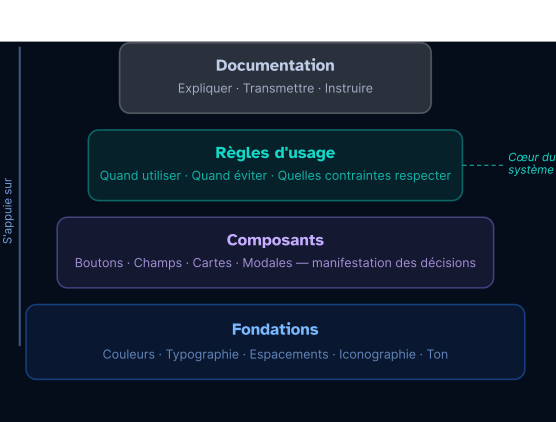 Documentation
Expliquer · Transmettre · Instruire
Règles d'usage
Quand utiliser · Quand éviter · Quelles contraintes respecter
Cœur du
système
S'appuie sur
Composants
Boutons · Champs · Cartes · Modales — manifestation des décisions
Fondations
Couleurs · Typographie · Espacements · Iconographie · Ton